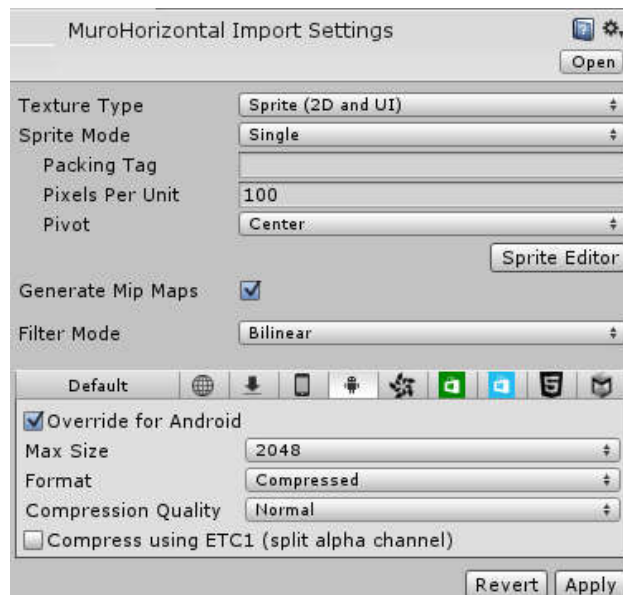 MuroHorizontal Import Settings
Open
Texture Type Sprite (2D and UI)
Sprite Mode Single
Packing Tag
Pixels Per Unit 100
Pivot Center
Sprite Editor
Generate Mip Maps
Filter Mode Bilinear
Default
Override for Android
Max Size 2048
Format Compressed
Compression Quality Normal
Compress using ETC1 (split alpha channel)
Revert Apply